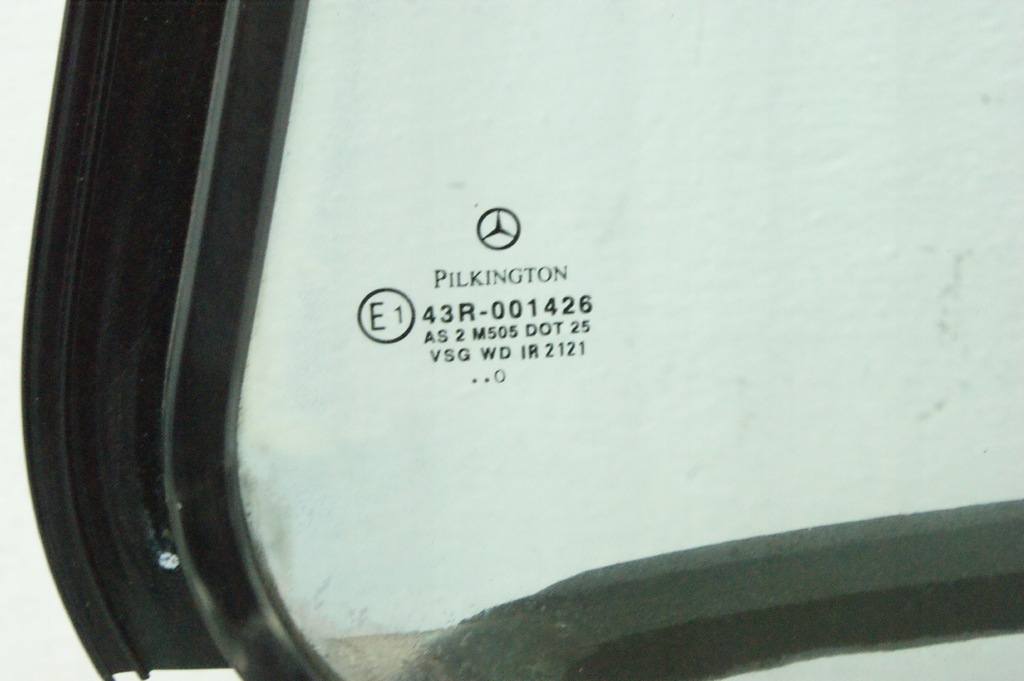 PILKINGTON
E1 43R-001426
AS 2 M505 DOT 25
VSG WD IR 2121
..0